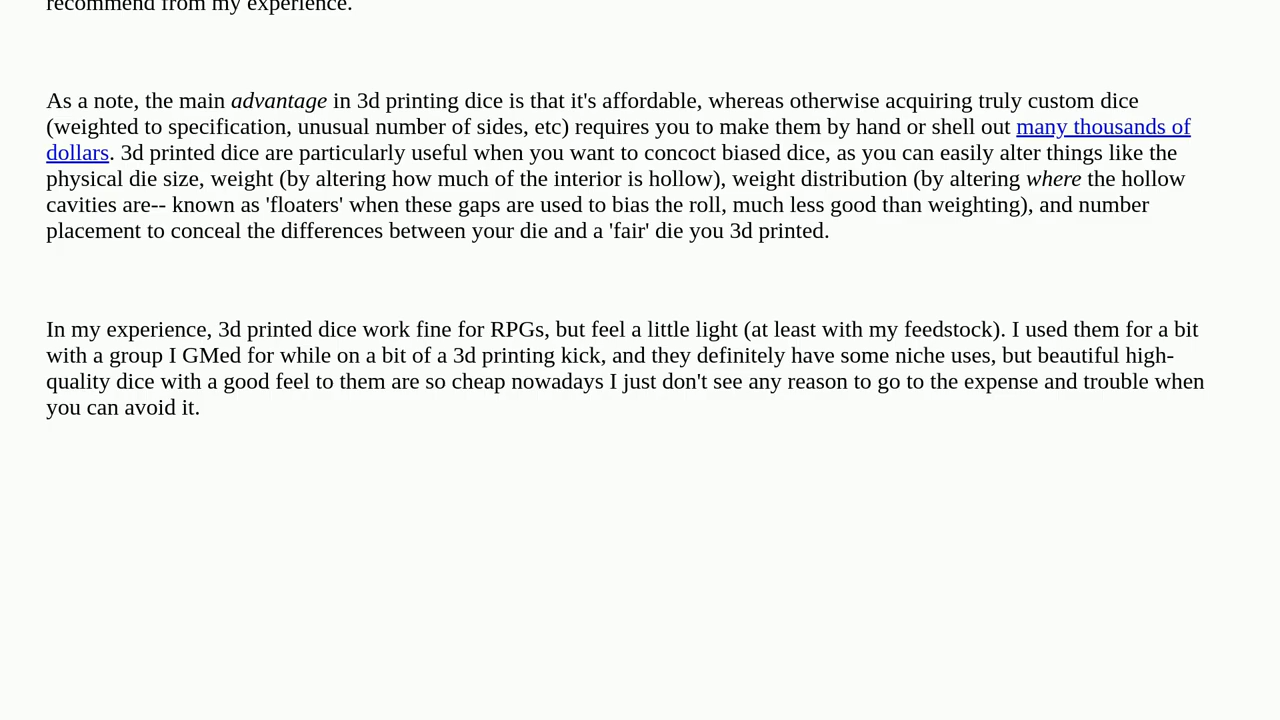 recommend from my experience.
As a note, the main advantage in 3d printing dice is that it's affordable, whereas otherwise acquiring truly custom dice
(weighted to specification, unusual number of sides, etc) requires you to make them by hand or shell out many thousands of
dollars. 3d printed dice are particularly useful when you want to concoct biased dice, as you can easily alter things like the
physical die size, weight (by altering how much of the interior is hollow), weight distribution (by altering where the hollow
cavities are-- known as 'floaters' when these gaps are used to bias the roll, much less good than weighting), and number
placement to conceal the differences between your die and a 'fair' die you 3d printed.
In my experience, 3d printed dice work fine for RPGs, but feel a little light (at least with my feedstock). I used them for a bit
with a group I GMed for while on a bit of a 3d printing kick, and they definitely have some niche uses, but beautiful high-
quality dice with a good feel to them are so cheap nowadays I just don't see any reason to go to the expense and trouble when
you can avoid it.